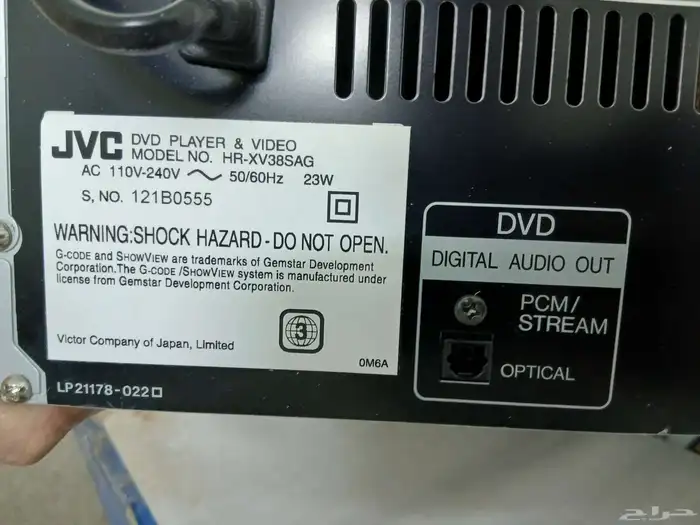 JVC DVD PLAYER & VIDEO
MODEL NO. HR-XV38SAG
AC 110V-240V ~ 50/60Hz 23W
S, NO. 121B0555
WARNING:SHOCK HAZARD-DO NOT OPEN.
G-CODE and SHOWVIEW are trademarks of Gemstar Development
Corporation.The G-CODE /SHOWVIEW system is manufactured under
license from Gemstar Development Corporation.
3
Victor Company of Japan, Limited
0M6A
LP21178-022
DVD
DIGITAL AUDIO OUT
PCM/
STREAM
OPTICAL
حراج